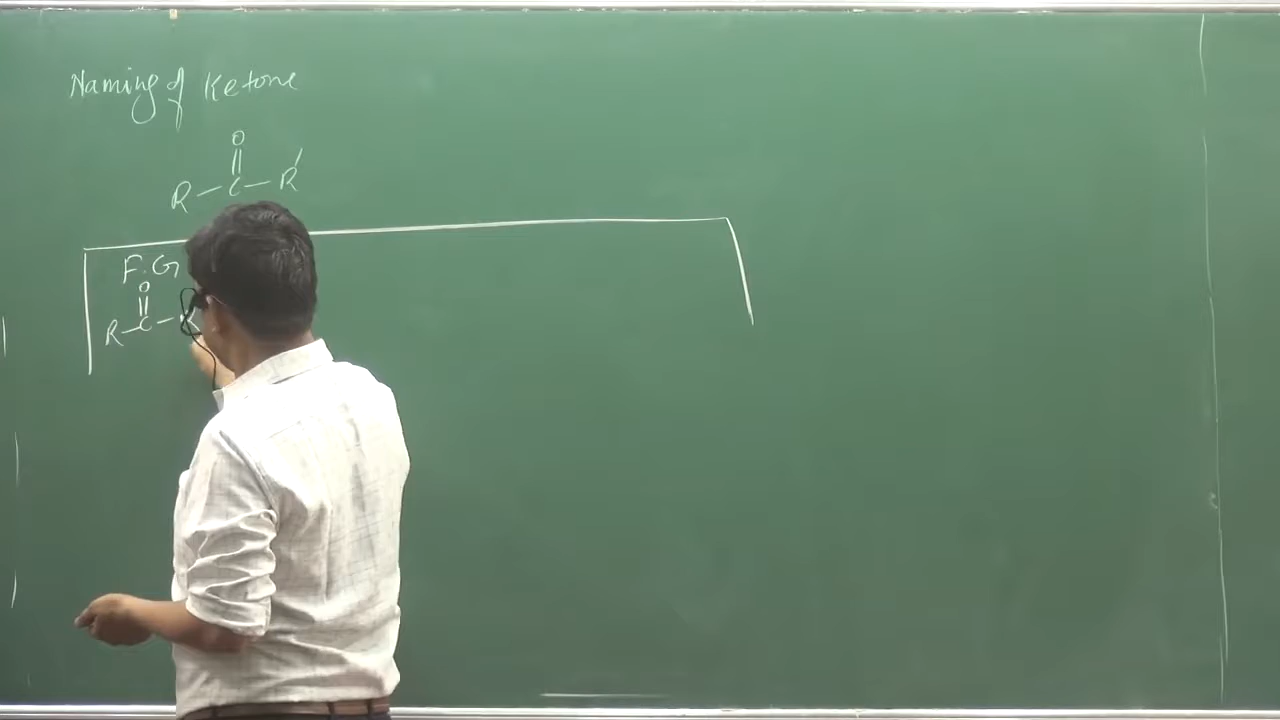 Naming of Ketone
O
||
R - C - R'
F.G
O
||
R - C -